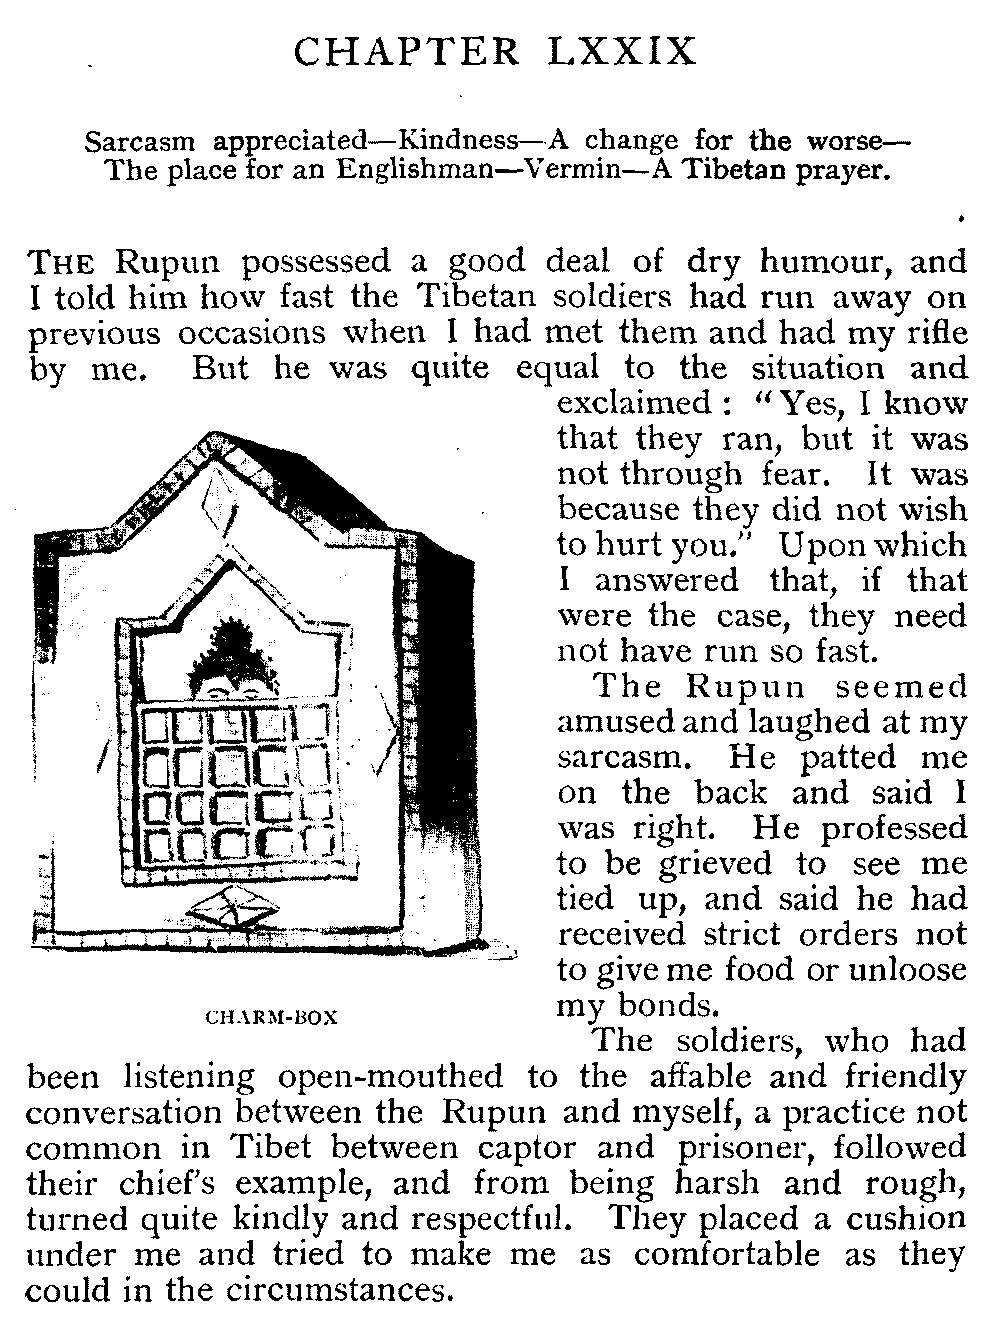 CHAPTER LXXIX
Sarcasm appreciated—Kindness—A change for the worse—
The place for an Englishman—Vermin—A Tibetan prayer.
THE Rupun possessed a good deal of dry humour, and
I told him how fast the Tibetan soldiers had run away on
previous occasions when I had met them and had my rifle
by me. But he was quite equal to the situation and
exclaimed : “Yes, I know
that they ran, but it was
not through fear. It was
because they did not wish
to hurt you.” Upon which
I answered that, if that
were the case, they need
not have run so fast.
The Rupun seemed
amused and laughed at my
sarcasm. He patted me
on the back and said I
was right. He professed
to be grieved to see me
tied up, and said he had
received strict orders not
to give me food or unloose
my bonds.
CHARM-BOX
The soldiers, who had
been listening open-mouthed to the affable and friendly
conversation between the Rupun and myself, a practice not
common in Tibet between captor and prisoner, followed
their chief's example, and from being harsh and rough,
turned quite kindly and respectful. They placed a cushion
under me and tried to make me as comfortable as they
could in the circumstances.